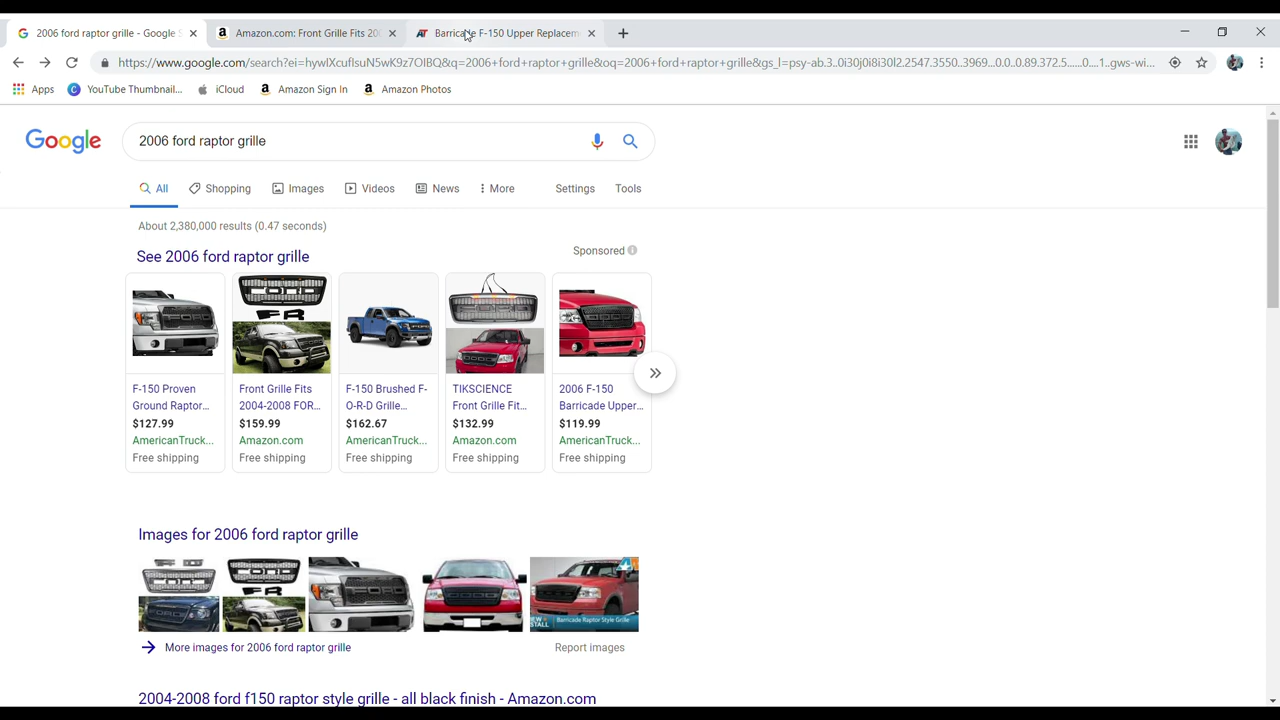 2006 ford raptor grille - Google S
Amazon.com: Front Grille Fits 20
Barricade F-150 Upper Replacem
https://www.google.com/search?ei=hywIXcufIsuN5wK9z7OIBQ&q=2006+ford+raptor+grille&oq=2006+ford+raptor+grille&gs_l=psy-ab.3..0i30j0i8i30l2.2547.3550..3969...0.0..0.89.372.5......0....1..gws-wi...
Apps
YouTube Thumbnail...
iCloud
Amazon Sign In
Amazon Photos
Google
2006 ford raptor grille
All
Shopping
Images
Videos
News
More
Settings
Tools
About 2,380,000 results (0.47 seconds)
See 2006 ford raptor grille
Sponsored
F-150 Proven
Ground Raptor...
$127.99
AmericanTruck...
Free shipping
Front Grille Fits
2004-2008 FOR...
$159.99
Amazon.com
Free shipping
F-150 Brushed F-
O-R-D Grille...
$162.67
AmericanTruck...
Free shipping
TIKSCIENCE
Front Grille Fit...
$132.99
Amazon.com
Free shipping
2006 F-150
Barricade Upper...
$119.99
AmericanTruck...
Free shipping
Images for 2006 ford raptor grille
Barricade Raptor Style Grille
More images for 2006 ford raptor grille
Report images
2004-2008 ford f150 raptor style grille - all black finish - Amazon.com